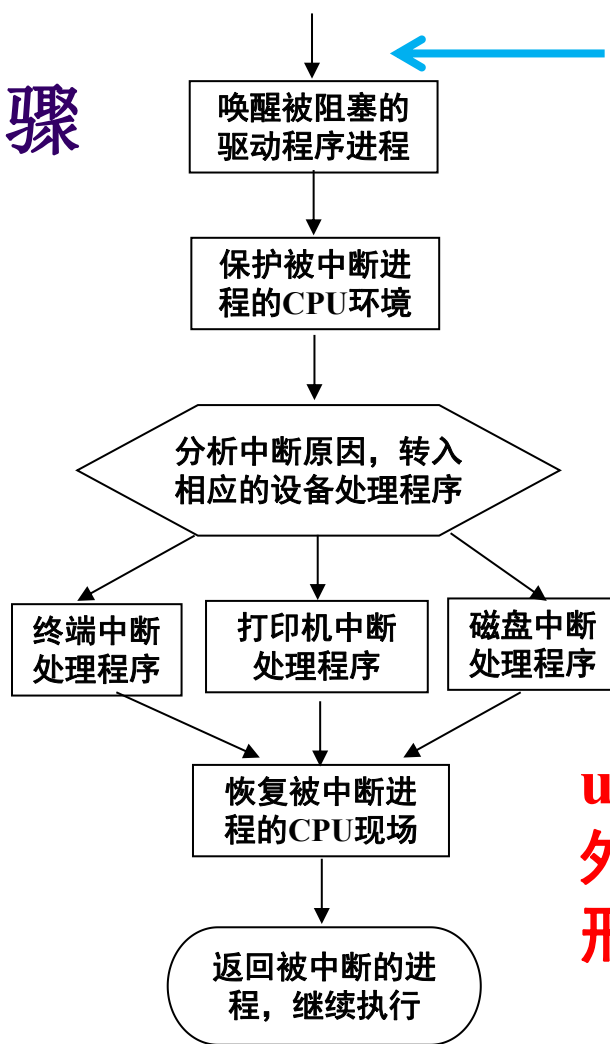 骤
唤醒被阻塞的
驱动程序进程
保护被中断进
程的CPU环境
分析中断原因，转入
相应的设备处理程序
终端中断
处理程序
打印机中断
处理程序
磁盘中断
处理程序
恢复被中断进
程的CPU现场
u
返回被中断的进
程，继续执行